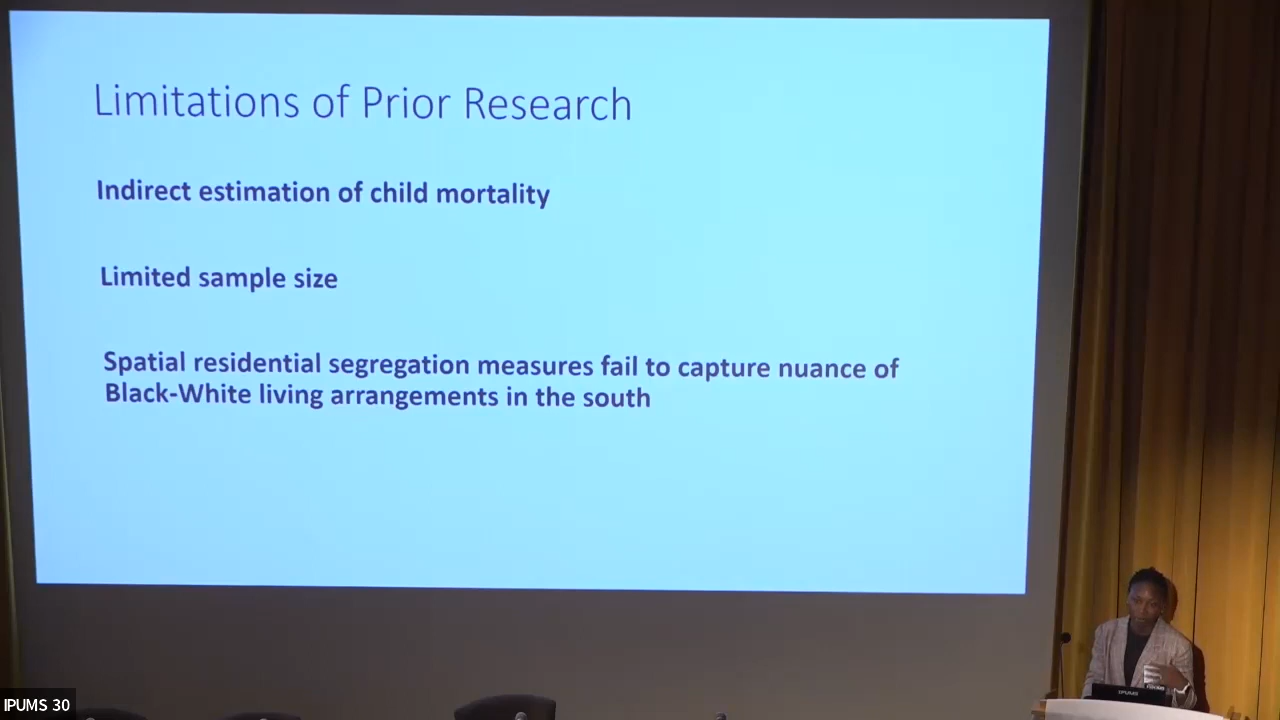 Limitations of Prior Research
Indirect estimation of child mortality
Limited sample size
Spatial residential segregation measures fail to capture nuance of
Black-White living arrangements in the south
IPUMS 30
IPUMS